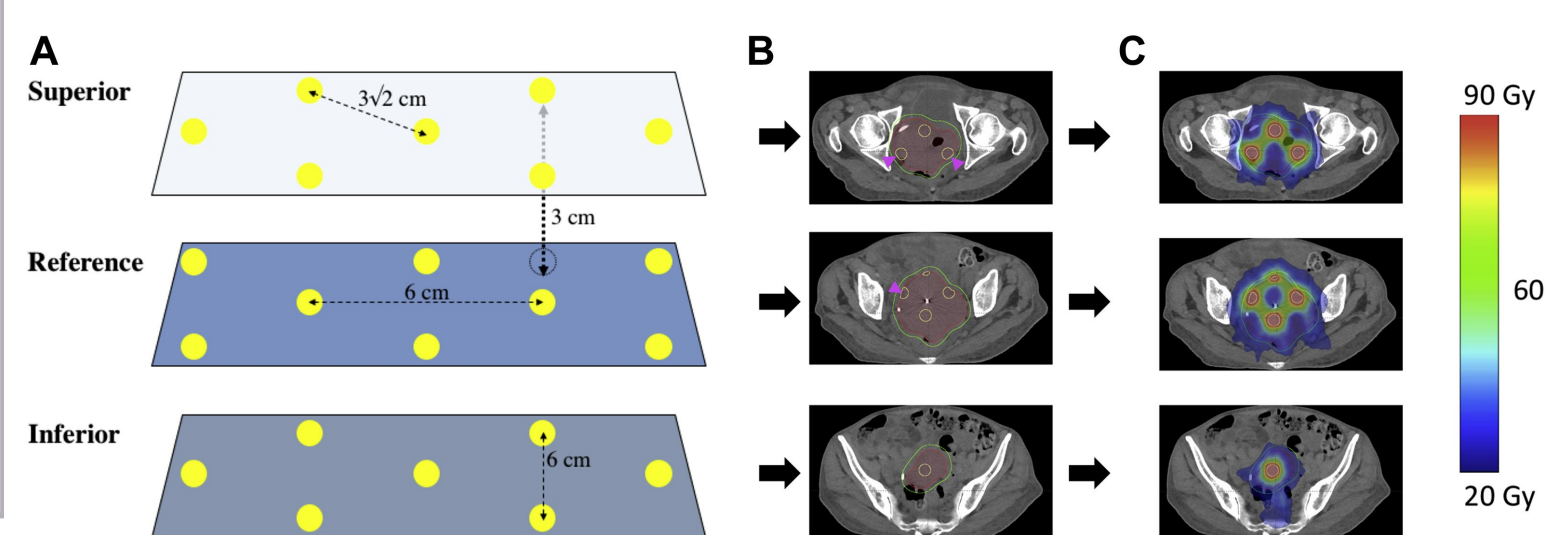 A
B
C
Superior
3√2 cm
90 Gy
3 cm
Reference
6 cm
60
Inferior
6 cm
20 Gy